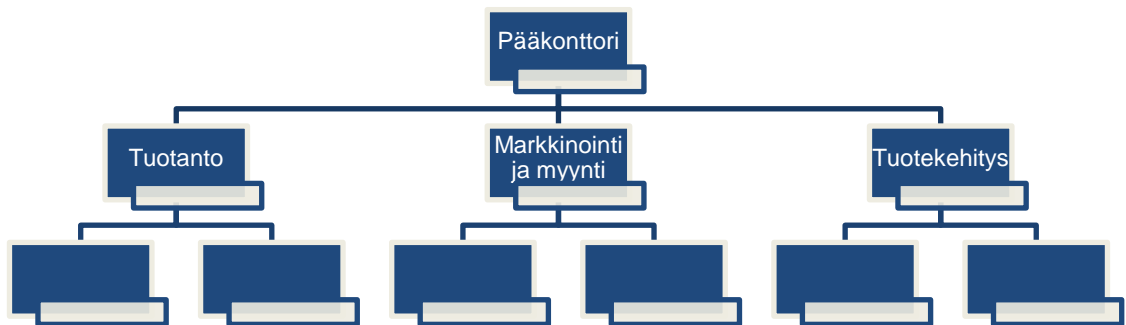 Pääkonttori
Tuotanto
Markkinointi
ja myynti
Tuotekehitys